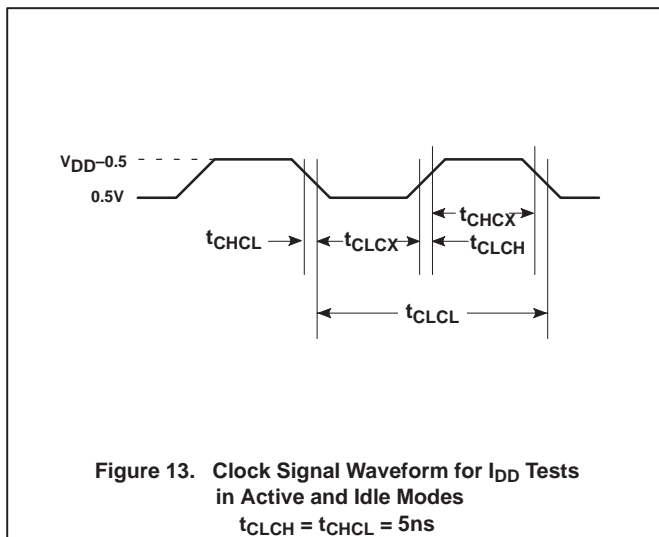 VDD–0.5
0.5V
tCHCX
tCHCL
tCLCX
tCLCH
tCLCL
Figure 13. Clock Signal Waveform for IDD Tests
in Active and Idle Modes
tCLCH = tCHCL = 5ns